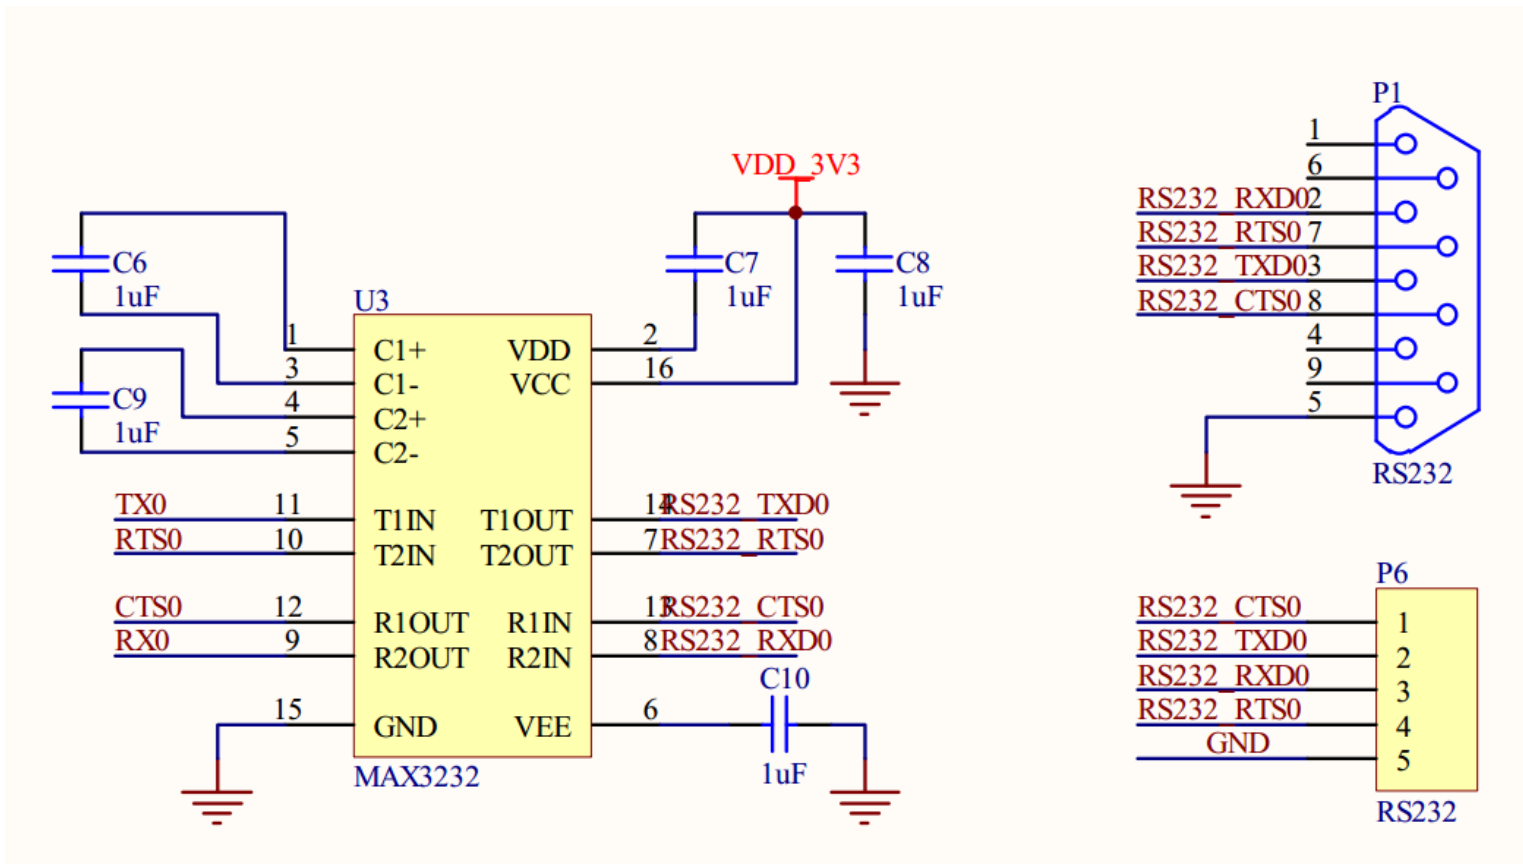 P1
1
6
RS232_RXD0 2
RS232_RTS0 7
RS232_TXD0 3
RS232_CTS0 8
4
9
5
RS232
VDD_3V3
C6
1uF
C7
1uF
C8
1uF
C9
1uF
U3
1 C1+ VDD 2
3 C1- VCC 16
4 C2+
5 C2-
TX0 11 T1IN T1OUT 14 RS232_TXD0
RTS0 10 T2IN T2OUT 7 RS232_RTS0
CTS0 12 R1OUT R1IN 13 RS232_CTS0
RX0 9 R2OUT R2IN 8 RS232_RXD0
C10
15 GND VEE 6
1uF
MAX3232
P6
RS232_CTS0 1
RS232_TXD0 2
RS232_RXD0 3
RS232_RTS0 4
GND 5
RS232